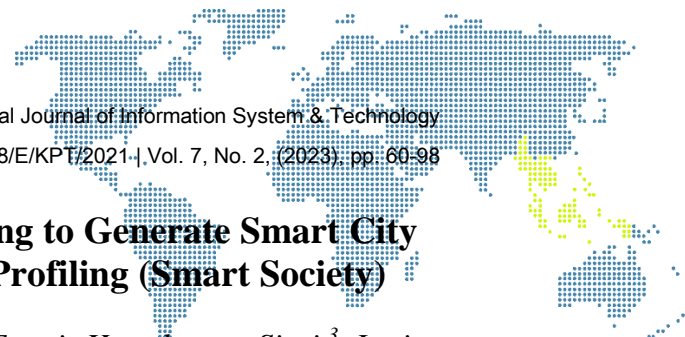 al Journal of Information System & Technology
8/E/KPT/2021 | Vol. 7, No. 2, (2023), pp. 60-98
ng to Generate Smart City
Profiling (Smart Society)
3